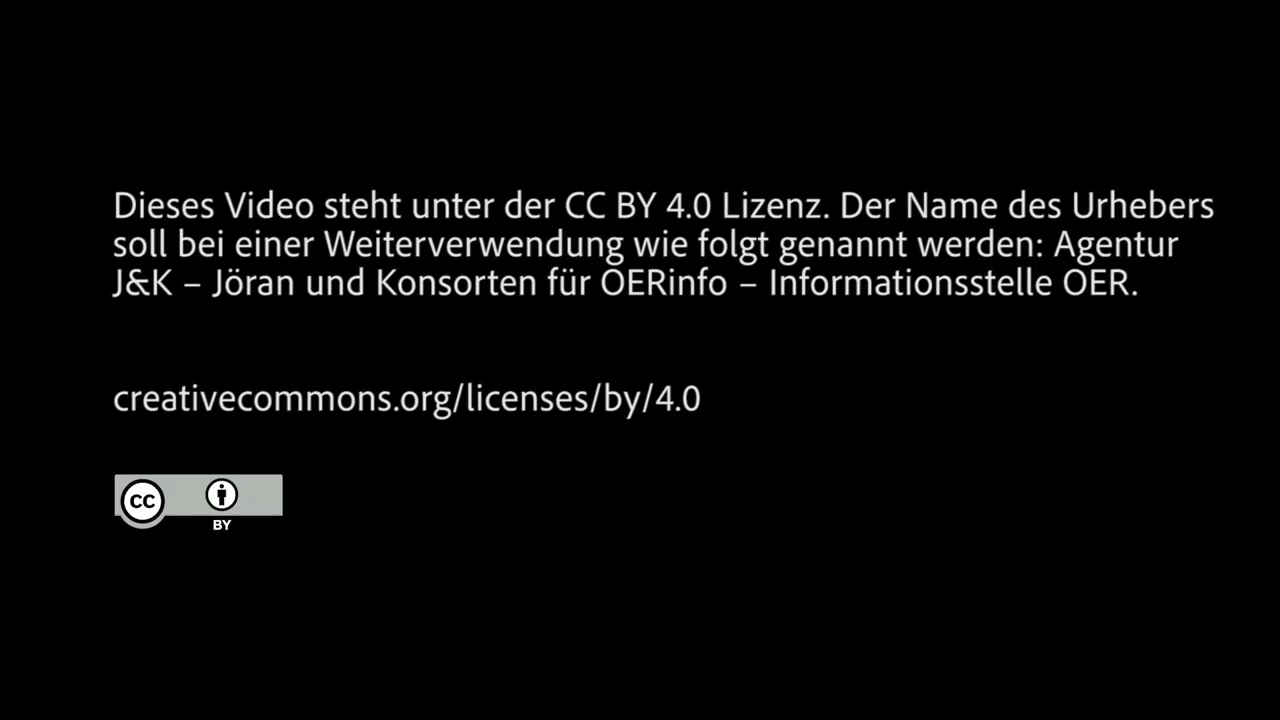 Dieses Video steht unter der CC BY 4.0 Lizenz. Der Name des Urhebers
soll bei einer Weiterverwendung wie folgt genannt werden: Agentur
J&K – Jöran und Konsorten für OERinfo – Informationsstelle OER.
creativecommons.org/licenses/by/4.0
CC
BY